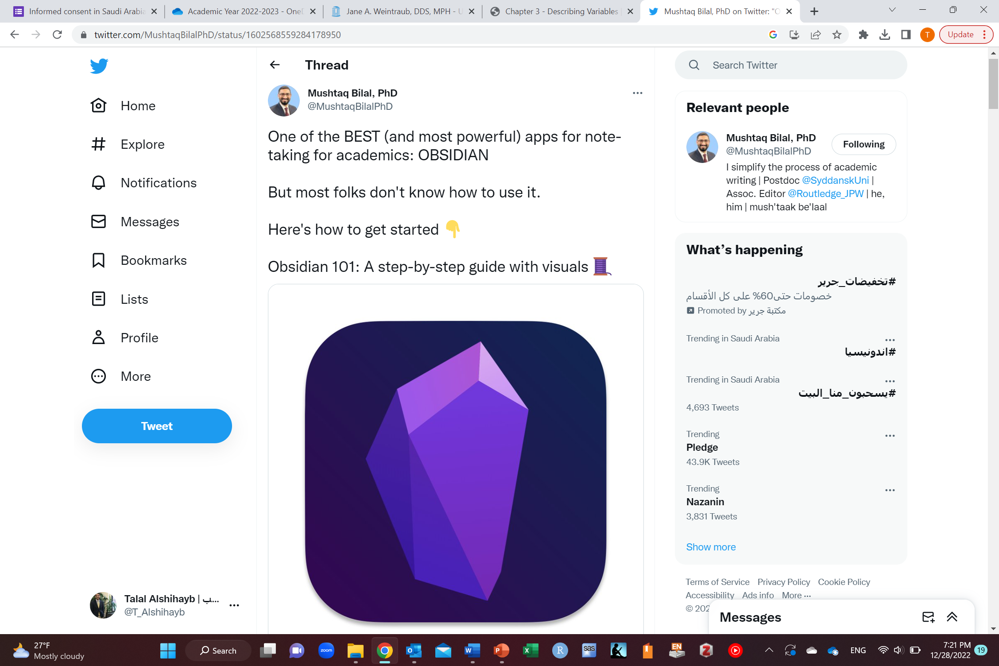 Informed consent in Saudi Arabia
Academic Year 2022-2023 - OneD
Jane A. Weintraub, DDS, MPH - U
Chapter 3 - Describing Variables |
Mushtaq Bilal, PhD on Twitter: "O
twitter.com/MushtaqBilalPhD/status/1602568559284178950
T
Update
Home
Explore
Notifications
Messages
Bookmarks
Lists
Profile
More
Tweet
Talal Alshihayb | ب...
@T_Alshihayb
Thread
Mushtaq Bilal, PhD
@MushtaqBilalPhD
One of the BEST (and most powerful) apps for note-
taking for academics: OBSIDIAN
But most folks don't know how to use it.
Here's how to get started 👇
Obsidian 101: A step-by-step guide with visuals 🧵
Search Twitter
Relevant people
Mushtaq Bilal, PhD
@MushtaqBilalPhD
Following
I simplify the process of academic
writing | Postdoc @SyddanskUni |
Assoc. Editor @Routledge_JPW | he,
him | mush'taak be'laal
What's happening
#تخفيضات_جرير
خصومات حتى60% على كل الأقسام
Promoted by مكتبة جرير
Trending in Saudi Arabia
#اندونيسيا
Trending in Saudi Arabia
#يسحبون_منا_البيت
4,693 Tweets
Trending
Pledge
43.9K Tweets
Trending
Nazanin
3,831 Tweets
Show more
Terms of Service Privacy Policy Cookie Policy
Accessibility Ads info More ...
© 202
Messages
27°F
Mostly cloudy
Search
zoom
O
W
P
X
R
sas
EN
Z
ENG
7:21 PM
12/28/2022
19